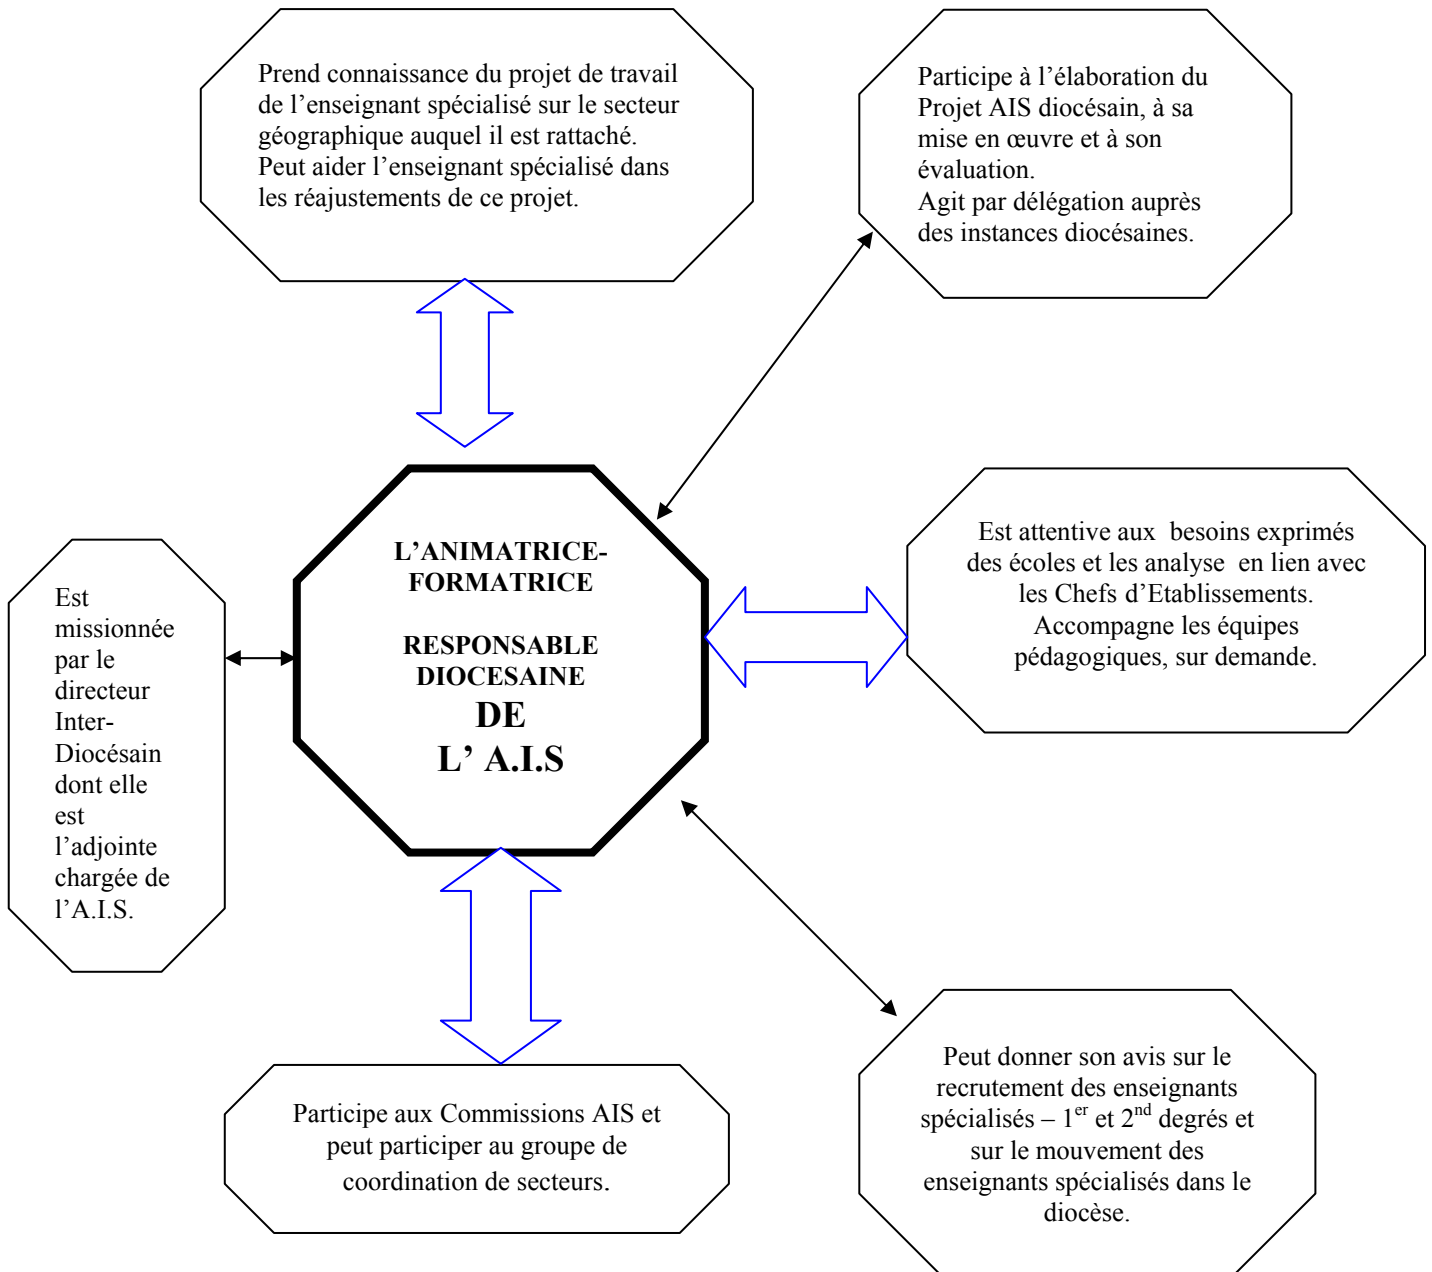 Prend connaissance du projet de travail
de l’enseignant spécialisé sur le secteur
géographique auquel il est rattaché.
Peut aider l’enseignant spécialisé dans
les réajustements de ce projet.
Participe à l’élaboration du
Projet AIS diocésain, à sa
mise en œuvre et à son
évaluation.
Agit par délégation auprès
des instances diocésaines.
L’ANIMATRICE-
FORMATRICE
RESPONSABLE
DIOCESAINE
DE
L’ A.I.S
Est attentive aux  besoins exprimés
des écoles et les analyse  en lien avec
les Chefs d’Etablissements.
Accompagne les équipes
pédagogiques, sur demande.
Est
missionnée
par le
directeur
Inter-
Diocésain
dont elle
est
l’adjointe
chargée de
l’A.I.S.
Participe aux Commissions AIS et
peut participer au groupe de
coordination de secteurs.
Peut donner son avis sur le
recrutement des enseignants
spécialisés – 1er et 2nd degrés et
sur le mouvement des
enseignants spécialisés dans le
diocèse.